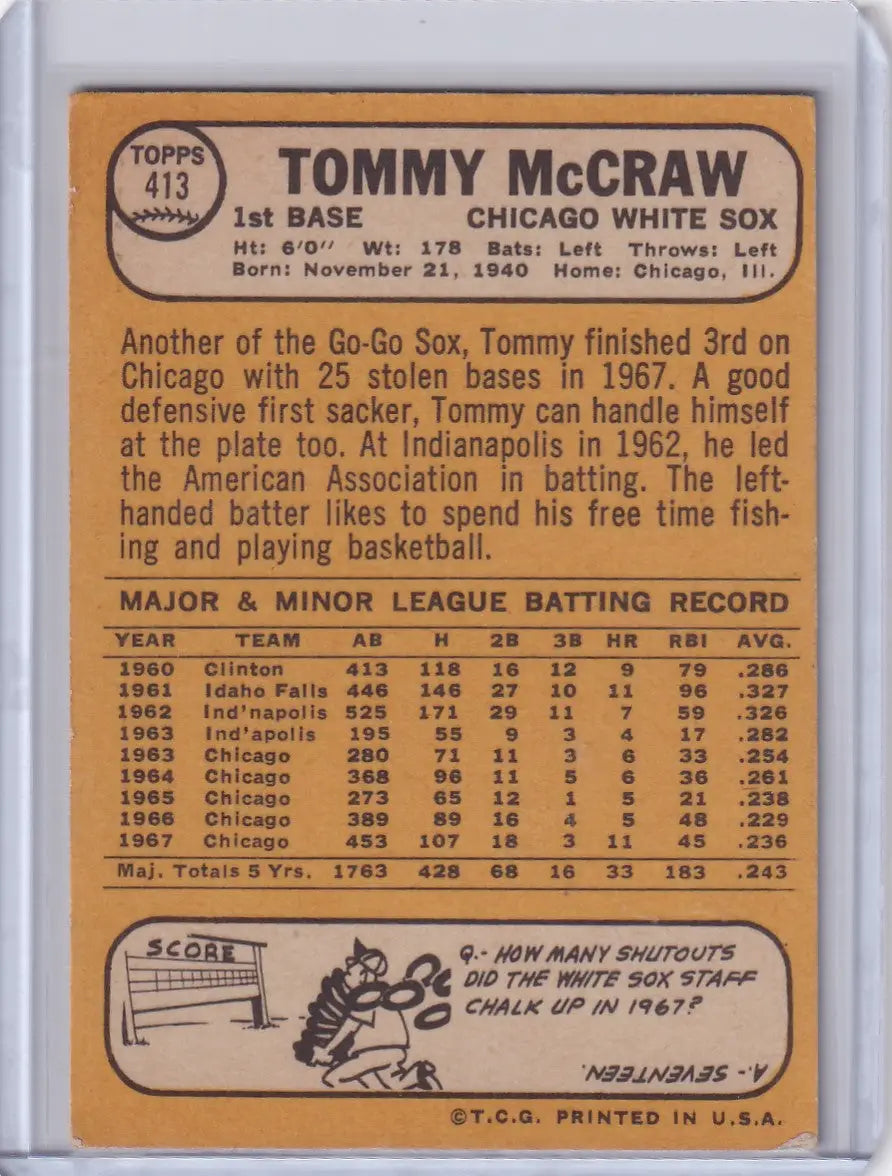 TOPPS
413
TOMMY McCRAW
1st BASE CHICAGO WHITE SOX
Ht: 6'0" Wt: 178 Bats: Left Throws: Left
Born: November 21, 1940 Home: Chicago, Ill.
Another of the Go-Go Sox, Tommy finished 3rd on
Chicago with 25 stolen bases in 1967. A good
defensive first sacker, Tommy can handle himself
at the plate too. At Indianapolis in 1962, he led
the American Association in batting. The left-
handed batter likes to spend his free time fish-
ing and playing basketball.
MAJOR & MINOR LEAGUE BATTING RECORD
YEAR TEAM AB H 2B 3B HR RBI AVG.
1960 Clinton 413 118 16 12 9 79 .286
1961 Idaho Falls 446 146 27 10 11 96 .327
1962 Ind'napolis 525 171 29 11 7 59 .326
1963 Ind'apolis 195 55 9 3 4 17 .282
1963 Chicago 280 71 11 3 6 33 .254
1964 Chicago 368 96 11 5 6 36 .261
1965 Chicago 273 65 12 1 5 21 .238
1966 Chicago 389 89 16 4 5 48 .229
1967 Chicago 453 107 18 3 11 45 .236
Maj. Totals 5 Yrs. 1763 428 68 16 33 183 .243
SCORE
Q.- HOW MANY SHUTOUTS
DID THE WHITE SOX STAFF
CHALK UP IN 1967?
A.- SEVENTEEN.
©T.C.G. PRINTED IN U.S.A.